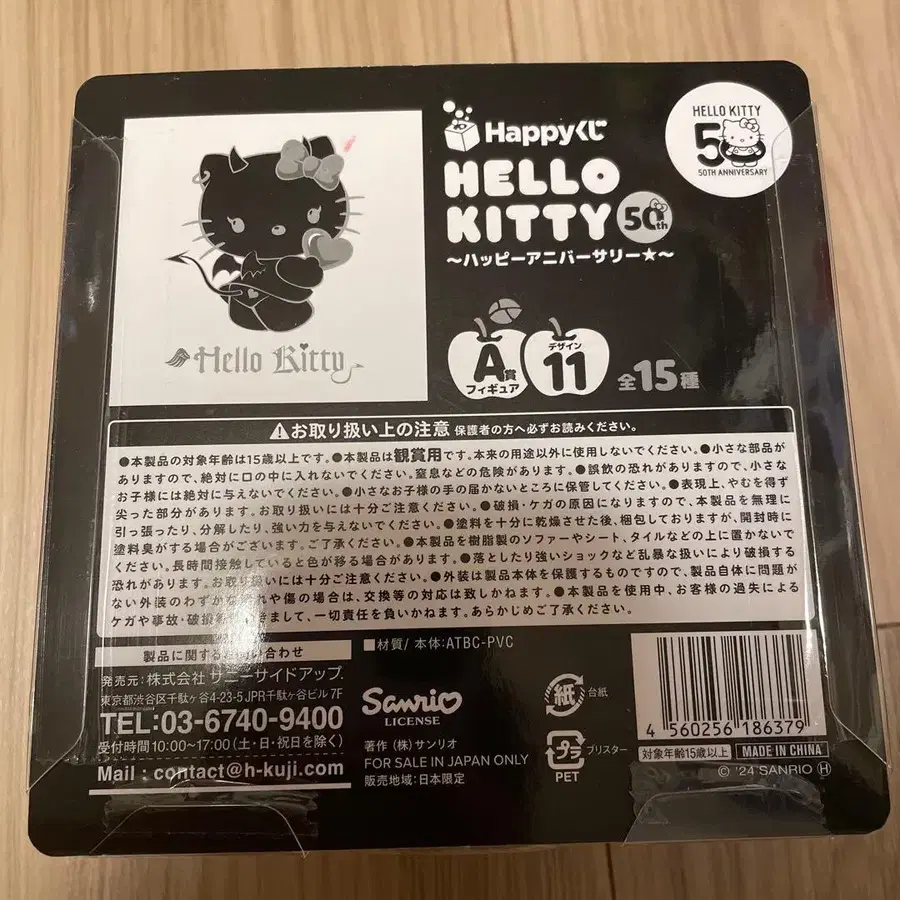 Happyくじ
HELLO
KITTY 50th
～ハッピーアニバーサリー★～
HELLO KITTY
50
50TH ANNIVERSARY
Hello Kitty
A賞
フィギュア
デザイン
11
全15種
お取り扱い上の注意 保護者の方へ必ずお読みください。
●本製品の対象年齢は15歳以上です。●本製品は観賞用です。本来の用途以外に使用しないでください。●小さな部品が
ありますので、絶対に口の中に入れないでください。窒息などの危険があります。●誤飲の恐れがありますので、小さな
お子様には絶対に与えないでください。●小さなお子様の手の届かないところに保管してください。●表現上、やむを得ず
尖った部分があります。お取り扱いには十分ご注意ください。●破損・ケガの原因になりますので、本製品を無理に
引っ張ったり、分解したり、強い力を与えないでください。●塗料を十分に乾燥させた後、梱包しておりますが、開封時に
塗料臭がする場合がございます。ご了承ください。●本製品を樹脂製のソファーやシート、タイルなどの上に置かないで
ください。長時間接触していると色が移る場合があります。●落としたり強いショックなど乱暴な扱いにより破損する
恐れがあります。お取り扱いには十分ご注意ください。●外装は製品本体を保護するものですので、製品自体に問題が
ない外装のわずかな れや傷の場合は、交換等の対応は致しかねます。●本製品を使用中、お客様の過失による
ケガや事故・破損 きまして、一切責任を負いかねます。あらかじめご了承ください。
製品に関する わせ
発売元:株式会社 サニーサイドアップ
東京都渋谷区千駄ヶ谷4-23-5 JPR千駄ヶ谷ビル 7F
TEL:03-6740-9400
受付時間10:00~17:00(土・日・祝日を除く)
Mail : contact@h-kuji.com
■材質/ 本体:ATBC-PVC
Sanrio
LICENSE
著作 (株)サンリオ
FOR SALE IN JAPAN ONLY
販売地域:日本限定
紙 台紙
プラ ブリスター
PET
4 560256 186379
対象年齢15歳以上 MADE IN CHINA
© '24 SANRIO Ⓗ